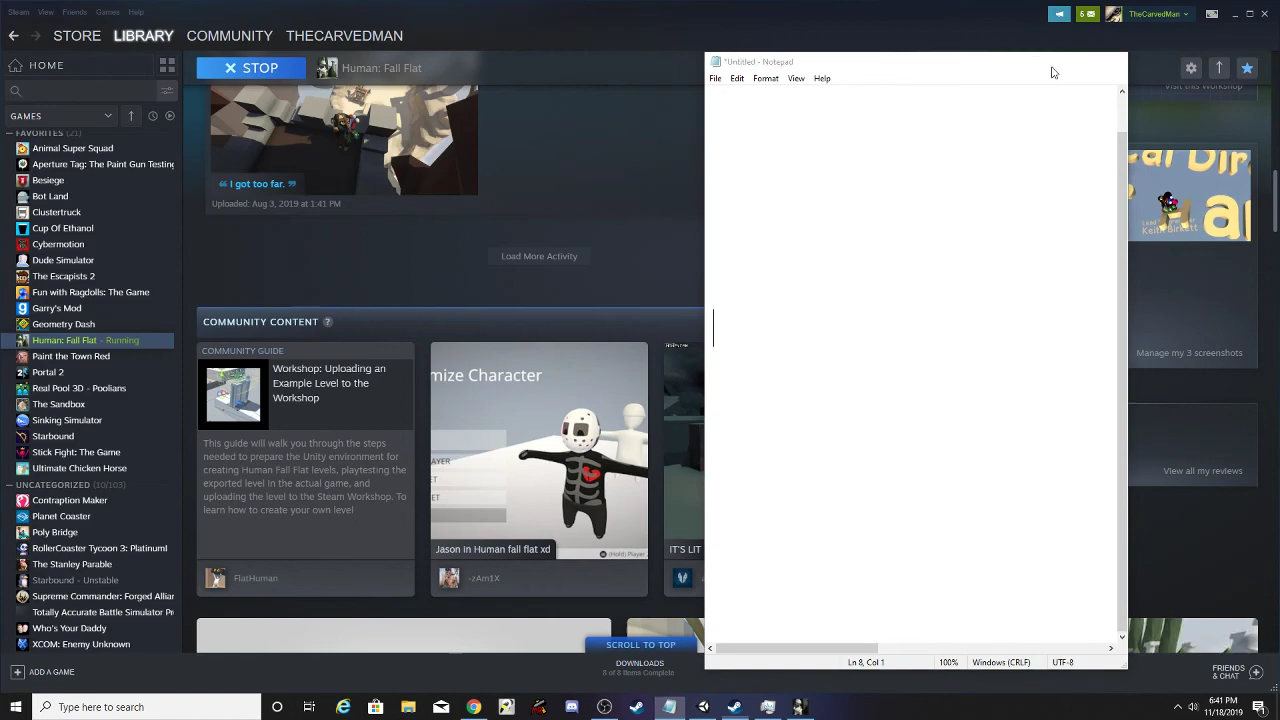 Steam View Friends Games Help
6 TheCarvedMan
STORE LIBRARY COMMUNITY THECARVEDMAN
HOME
GAMES
FAVORITES (21)
Animal Super Squad
Aperture Tag: The Paint Gun Testing
Besiege
Bot Land
Clustertruck
Cup Of Ethanol
Cybermotion
Dude Simulator
The Escapists 2
Fun with Ragdolls: The Game
Garry's Mod
Geometry Dash
Human: Fall Flat - Running
Paint the Town Red
Portal 2
Real Pool 3D - Poolians
The Sandbox
Sinking Simulator
Starbound
Stick Fight: The Game
Ultimate Chicken Horse
UNCATEGORIZED (10/103)
Contraption Maker
Planet Coaster
Poly Bridge
RollerCoaster Tycoon 3: Platinum!
The Stanley Parable
Starbound - Unstable
Supreme Commander: Forged Allian
Totally Accurate Battle Simulator Pr
Who's Your Daddy
XCOM: Enemy Unknown
ADD A GAME
STOP
Human: Fall Flat
I got too far.
Uploaded: Aug 3, 2019 at 1:41 PM
Load More Activity
COMMUNITY CONTENT ?
COMMUNITY GUIDE
Workshop: Uploading an
Example Level to the
Workshop
This guide will walk you through the steps
needed to prepare the Unity environment for
creating Human Fall Flat levels, playtesting the
exported level in the actual game, and
uploading the level to the Steam Workshop. To
learn how to create your own level
FlatHuman
mize Character
AYER
ET
ET
(Hold) Player
Jason in Human fall flat xd
-zAm1X
IT'S LIT
SCROLL TO TOP
DOWNLOADS
8 of 8 Items Complete
*Untitled - Notepad
File Edit Format View Help
Ln 8, Col 1 100% Windows (CRLF) UTF-8
Visit this Workshop
Manage my 3 screenshots
View all my reviews
FRIENDS
& CHAT
Type here to search
6:41 PM
11/18/2019